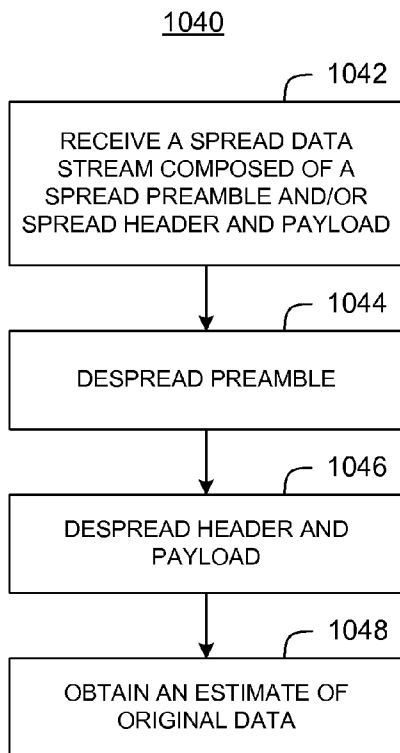 1040
1042
RECEIVE A SPREAD DATA
STREAM COMPOSED OF A
SPREAD PREAMBLE AND/OR
SPREAD HEADER AND PAYLOAD
1044
DESPREAD PREAMBLE
1046
DESPREAD HEADER AND
PAYLOAD
1048
OBTAIN AN ESTIMATE OF
ORIGINAL DATA